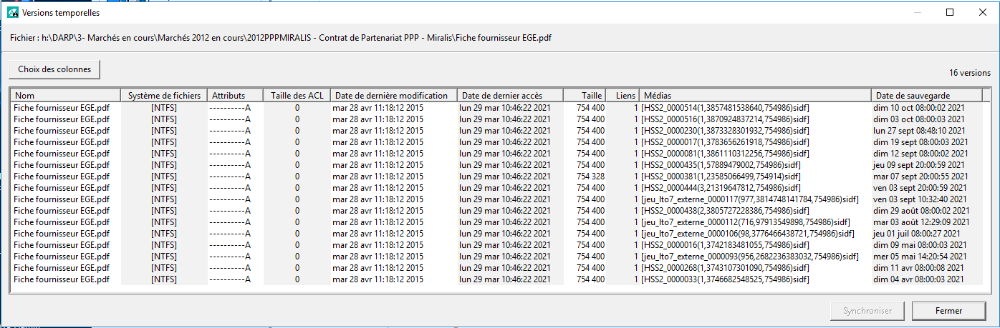 Versions temporelles
Fichier : h:\DARP\3- Marchés en cours\Marchés 2012 en cours\2012PPPMIRALIS - Contrat de Partenariat PPP - Miralis\Fiche fournisseur EGE.pdf
Choix des colonnes
16 versions
Nom Système de fichiers Attributs Taille des ACL Date de dernière modification Date de dernier accès Taille Liens Médias Date de sauvegarde
Fiche fournisseur EGE.pdf [NTFS] ----------A 0 mar 28 avr 11:18:12 2015 lun 29 mar 10:46:22 2021 754 400 1 [HSS2_0000514(1,3857481538640,754986)sidf] dim 10 oct 08:00:02 2021
Fiche fournisseur EGE.pdf [NTFS] ----------A 0 mar 28 avr 11:18:12 2015 lun 29 mar 10:46:22 2021 754 400 1 [HSS2_0000516(1,3870924837214,754986)sidf] dim 03 oct 08:00:03 2021
Fiche fournisseur EGE.pdf [NTFS] ----------A 0 mar 28 avr 11:18:12 2015 lun 29 mar 10:46:22 2021 754 400 1 [HSS2_0000230(1,3873328301932,754986)sidf] lun 27 sept 08:48:10 2021
Fiche fournisseur EGE.pdf [NTFS] ----------A 0 mar 28 avr 11:18:12 2015 lun 29 mar 10:46:22 2021 754 400 1 [HSS2_0000017(1,3783656261918,754986)sidf] dim 19 sept 08:00:03 2021
Fiche fournisseur EGE.pdf [NTFS] ----------A 0 mar 28 avr 11:18:12 2015 lun 29 mar 10:46:22 2021 754 400 1 [HSS2_0000081(1,3861110312256,754986)sidf] dim 12 sept 08:00:02 2021
Fiche fournisseur EGE.pdf [NTFS] ----------A 0 mar 28 avr 11:18:12 2015 lun 29 mar 10:46:22 2021 754 400 1 [HSS2_0000435(1,57889479002,754986)sidf] jeu 09 sept 20:00:59 2021
Fiche fournisseur EGE.pdf [NTFS] ----------A 0 mar 28 avr 11:18:12 2015 lun 29 mar 10:46:22 2021 754 328 1 [HSS2_0000381(1,23585066499,754914)sidf] mar 07 sept 20:00:55 2021
Fiche fournisseur EGE.pdf [NTFS] ----------A 0 mar 28 avr 11:18:12 2015 lun 29 mar 10:46:22 2021 754 400 1 [HSS2_0000444(3,21319647812,754986)sidf] ven 03 sept 20:00:59 2021
Fiche fournisseur EGE.pdf [NTFS] ----------A 0 mar 28 avr 11:18:12 2015 lun 29 mar 10:46:22 2021 754 400 1 [jeu_lto7_externe_0000117(977,3814748141784,754986)sidf] ven 03 sept 10:32:40 2021
Fiche fournisseur EGE.pdf [NTFS] ----------A 0 mar 28 avr 11:18:12 2015 lun 29 mar 10:46:22 2021 754 400 1 [HSS2_0000438(2,3805727228386,754986)sidf] dim 29 août 08:00:02 2021
Fiche fournisseur EGE.pdf [NTFS] ----------A 0 mar 28 avr 11:18:12 2015 lun 29 mar 10:46:22 2021 754 400 1 [jeu_lto7_externe_0000112(716,97913549898,754986)sidf] mar 03 août 12:29:09 2021
Fiche fournisseur EGE.pdf [NTFS] ----------A 0 mar 28 avr 11:18:12 2015 lun 29 mar 10:46:22 2021 754 400 1 [jeu_lto7_externe_0000106(98,3776466438721,754986)sidf] jeu 01 juil 08:00:27 2021
Fiche fournisseur EGE.pdf [NTFS] ----------A 0 mar 28 avr 11:18:12 2015 lun 29 mar 10:46:22 2021 754 400 1 [HSS2_0000016(1,3742183481055,754986)sidf] dim 09 mai 08:00:03 2021
Fiche fournisseur EGE.pdf [NTFS] ----------A 0 mar 28 avr 11:18:12 2015 lun 29 mar 10:46:22 2021 754 400 1 [jeu_lto7_externe_0000093(956,2682236383032,754986)sidf] mer 05 mai 14:20:54 2021
Fiche fournisseur EGE.pdf [NTFS] ----------A 0 mar 28 avr 11:18:12 2015 lun 29 mar 10:46:22 2021 754 400 1 [HSS2_0000268(1,3743107301090,754986)sidf] dim 11 avr 08:00:08 2021
Fiche fournisseur EGE.pdf [NTFS] ----------A 0 mar 28 avr 11:18:12 2015 lun 29 mar 10:46:22 2021 754 400 1 [HSS2_0000033(1,3746682548525,754986)sidf] dim 04 avr 08:00:03 2021
Synchroniser Fermer